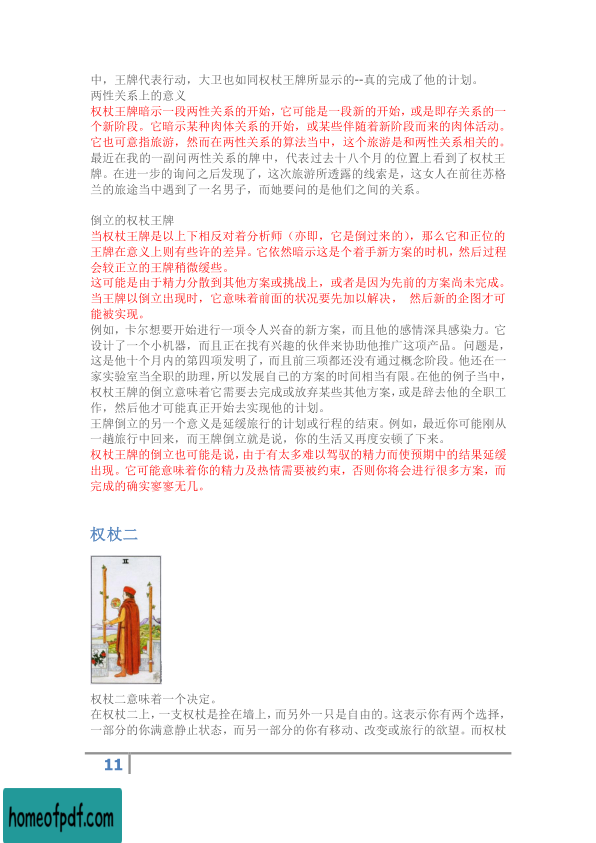 中，王牌代表行动，大卫也如同权杖王牌所显示的--真的完成了他的计划。
两性关系上的意义
权杖王牌暗示一段两性关系的开始，它可能是一段新的开始，或是即存关系的一
个新阶段。它暗示某种肉体关系的开始，或某些伴随着新阶段而来的肉体活动。
它也可意指旅游，然而在两性关系的算法当中，这个旅游是和两性关系相关的。
最近在我的一副问两性关系的牌中，代表过去十八个月的位置上看到了权杖王
牌。在进一步的询问之后发现了，这次旅游所透露的线索是，这女人在前往苏格
兰的旅途当中遇到了一名男子，而她要问的是他们之间的关系。
倒立的权杖王牌
当权杖王牌是以上下相反对着分析师（亦即，它是倒过来的），那么它和正位的
王牌在意义上则有些许的差异。它依然暗示这是个着手新方案的时机，然后过程
会较正立的王牌稍微缓些。
这可能是由于精力分散到其他方案或挑战上，或者是因为先前的方案尚未完成。
当王牌以倒立出现时，它意味着前面的状况要先加以解决， 然后新的企图才可
能被实现。
例如，卡尔想要开始进行一项令人兴奋的新方案，而且他的感情深具感染力。它
设计了一个小机器，而且正在找有兴趣的伙伴来协助他推广这项产品。问题是，
这是他十个月内的第四项发明了，而且前三项都还没有通过概念阶段。他还在一
家实验室当全职的助理，所以发展自己的方案的时间相当有限。在他的例子当中，
权杖王牌的倒立意味着它需要去完成或放弃某些其他方案，或是辞去他的全职工
作，然后他才可能真正开始去实现他的计划。
王牌倒立的另一个意义是延缓旅行的计划或行程的结束。例如，最近你可能刚从
一趟旅行中回来，而王牌倒立就是说，你的生活又再度安顿了下来。
权杖王牌的倒立也可能是说，由于有太多难以驾驭的精力而使预期中的结果延缓
出现。它可能意味着你的精力及热情需要被约束，否则你将会进行很多方案，而
完成的确实寥寥无几。
权杖二
II
权杖二意味着一个决定。
在权杖二上，一支权杖是拴在墙上，而另外一只是自由的。这表示你有两个选择，
一部分的你满意静止状态，而另一部分的你有移动、改变或旅行的欲望。而权杖
11
homeofpdf.com